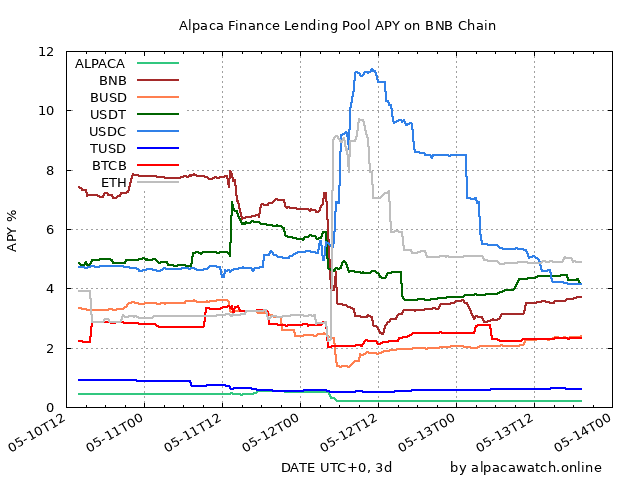 Alpaca Finance Lending Pool APY on BNB Chain
12
10
8
6
4
2
0
APY %
ALPACA
BNB
BUSD
USDT
USDC
TUSD
BTCB
ETH
05-10T12
05-11T00
05-11T12
05-12T00
05-12T12
05-13T00
05-13T12
05-14T00
DATE UTC+0, 3d
by alpacawatch.online